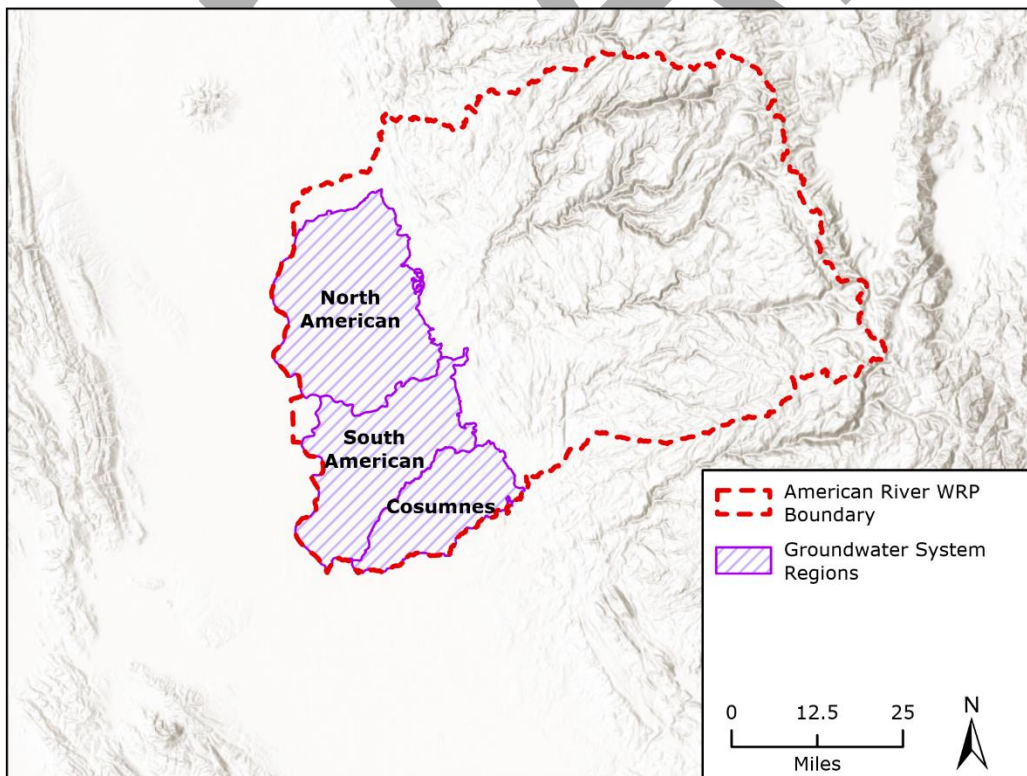 North
American
South
American
Cosumnes
American River WRP
Boundary
Groundwater System
Regions
0 12.5 25
Miles
N